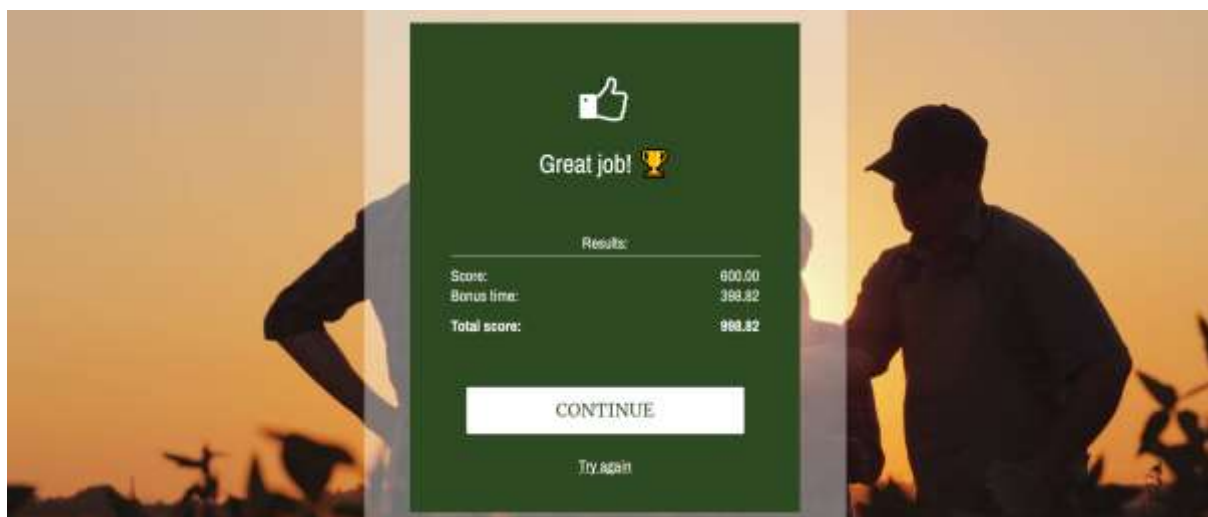 Great job! 🏆
Results:
Score: 600.00
Bonus time: 398.82
Total score: 998.82
CONTINUE
Try again